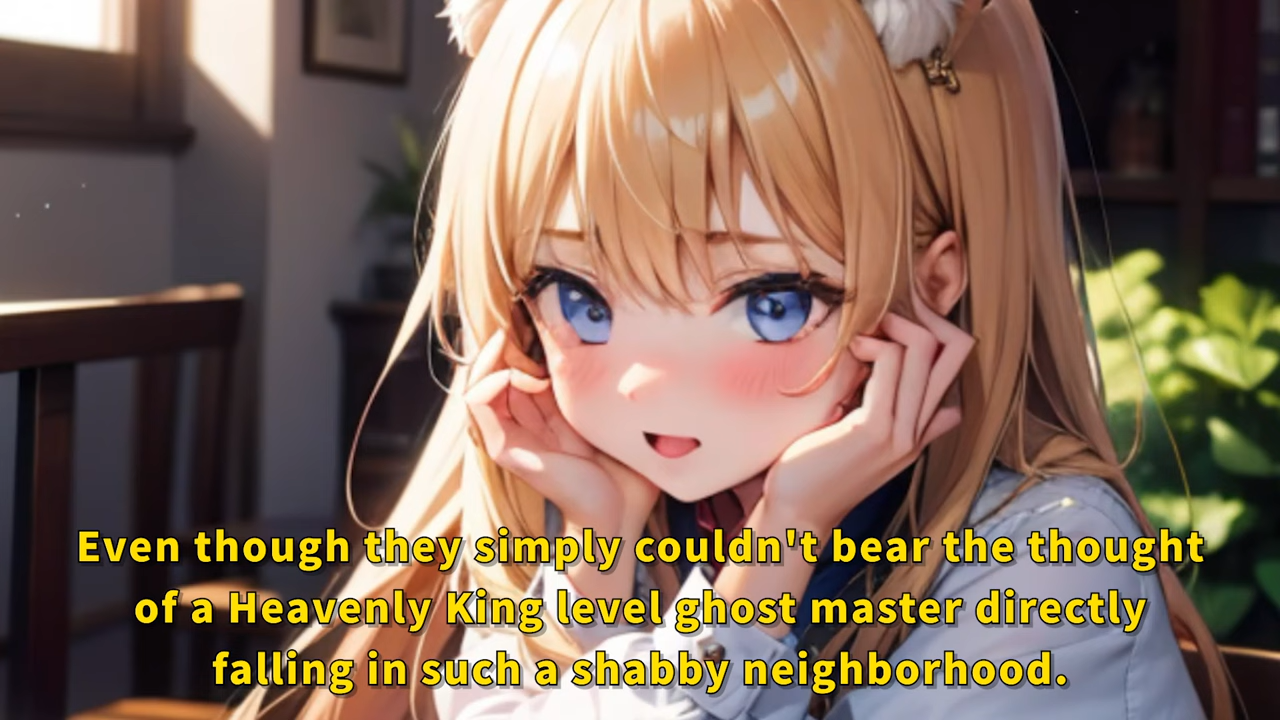 Even though they simply couldn't bear the thought
of a Heavenly King level ghost master directly
falling in such a shabby neighborhood.